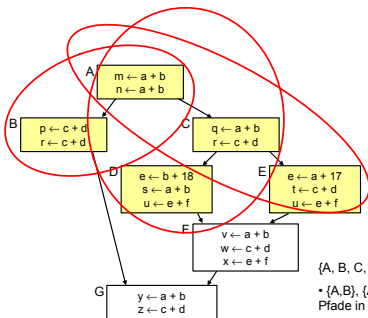 A
m ← a + b
n ← a + b
B
p ← c + d
r ← c + d
C
q ← a + b
r ← c + d
D
e ← b + 18
s ← a + b
u ← e + f
E
e ← a + 17
t ← c + d
u ← e + f
F
v ← a + b
w ← c + d
x ← e + f
G
y ← a + b
z ← c + d
{A, B, C,
• {A,B}, {A
Pfade in